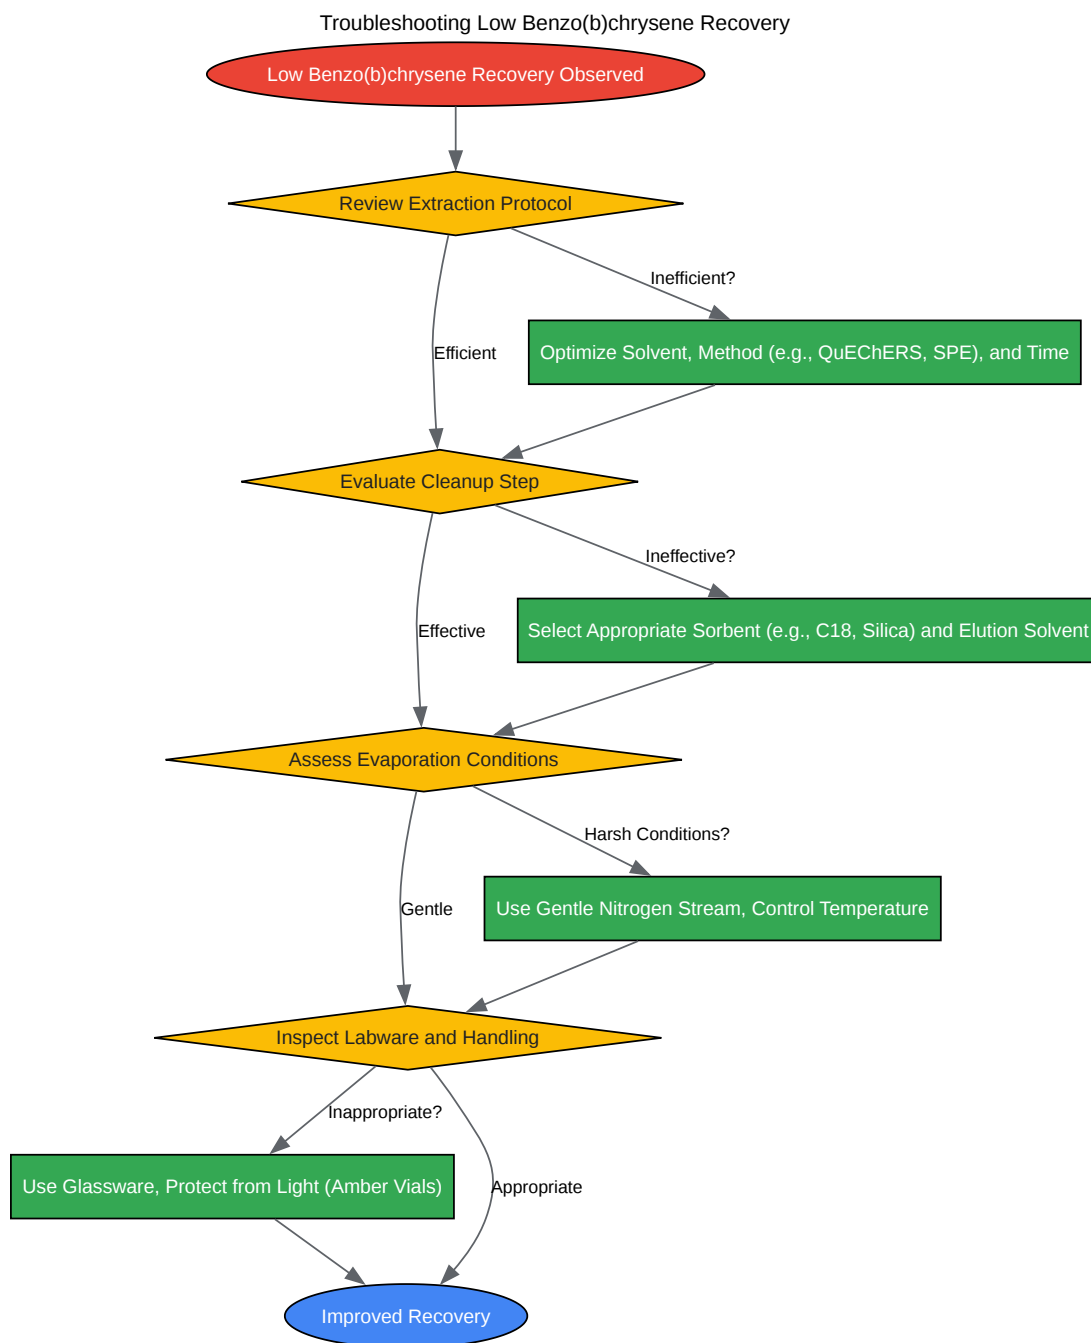 Troubleshooting Low Benzo(b)chrysene Recovery
Low Benzo(b)chrysene Recovery Observed
Review Extraction Protocol
Inefficient?
Efficient
Optimize Solvent, Method (e.g., QuEChERS, SPE), and Time
Evaluate Cleanup Step
Ineffective?
Effective
Select Appropriate Sorbent (e.g., C18, Silica) and Elution Solvent
Assess Evaporation Conditions
Harsh Conditions?
Gentle
Use Gentle Nitrogen Stream, Control Temperature
Inspect Labware and Handling
Inappropriate?
Use Glassware, Protect from Light (Amber Vials)
Appropriate
Improved Recovery